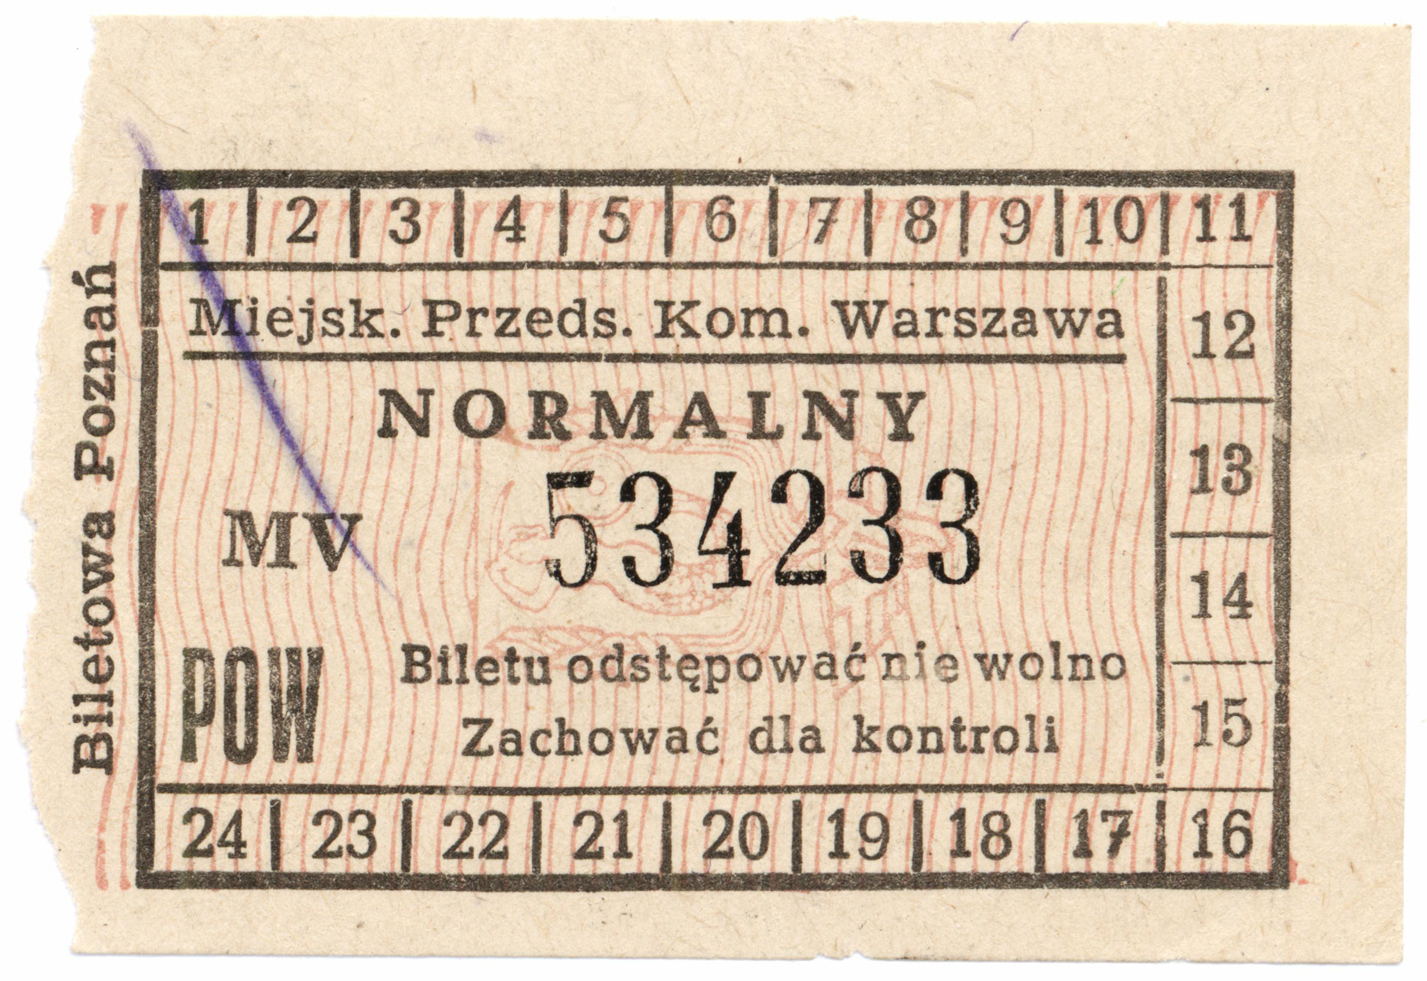 1 2 3 4 5 6 7 8 9 10 11
Miejsk. Przeds. Kom. Warszawa
12
NORMALNY
13
534233
MV
14
POW
Biletu odstępować nie wolno
15
Zachować dla kontroli
24 23 22 21 20 19 18 17 16
Biletowa Poznań